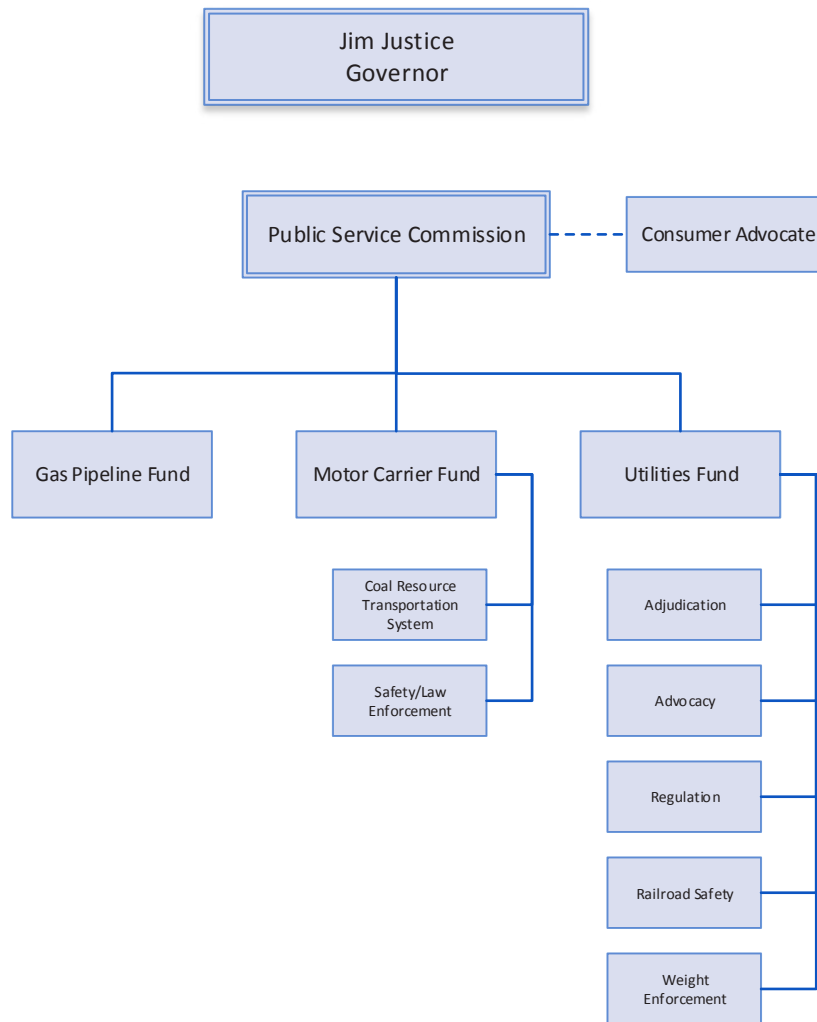 Jim Justice
Governor
Public Service Commission
Consumer Advocate
Gas Pipeline Fund
Motor Carrier Fund
Utilities Fund
Coal Resource
Transportation
System
Adjudication
Safety/Law
Enforcement
Advocacy
Regulation
Railroad Safety
Weight
Enforcement